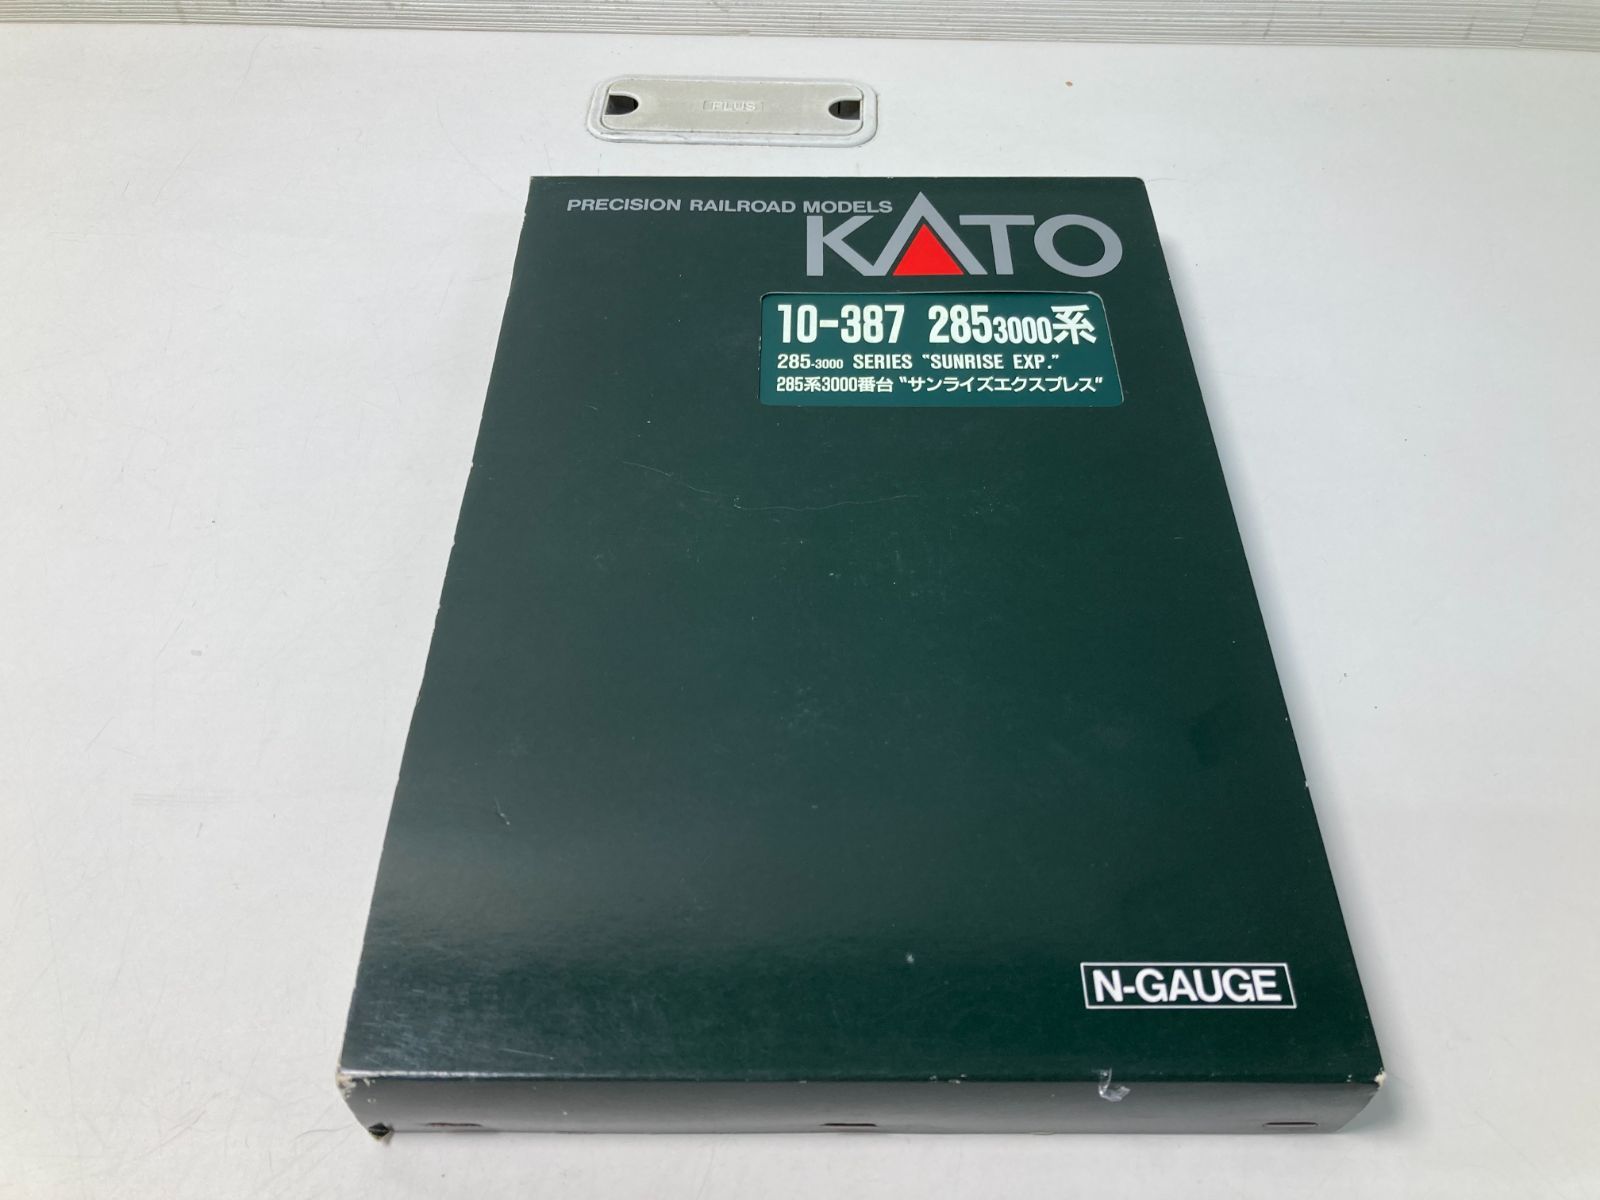 PLUS
PRECISION RAILROAD MODELS
KATO
10-387 285 3000系
285-3000 SERIES "SUNRISE EXP."
285系3000番台 "サンライズエクスプレス"
N-GAUGE